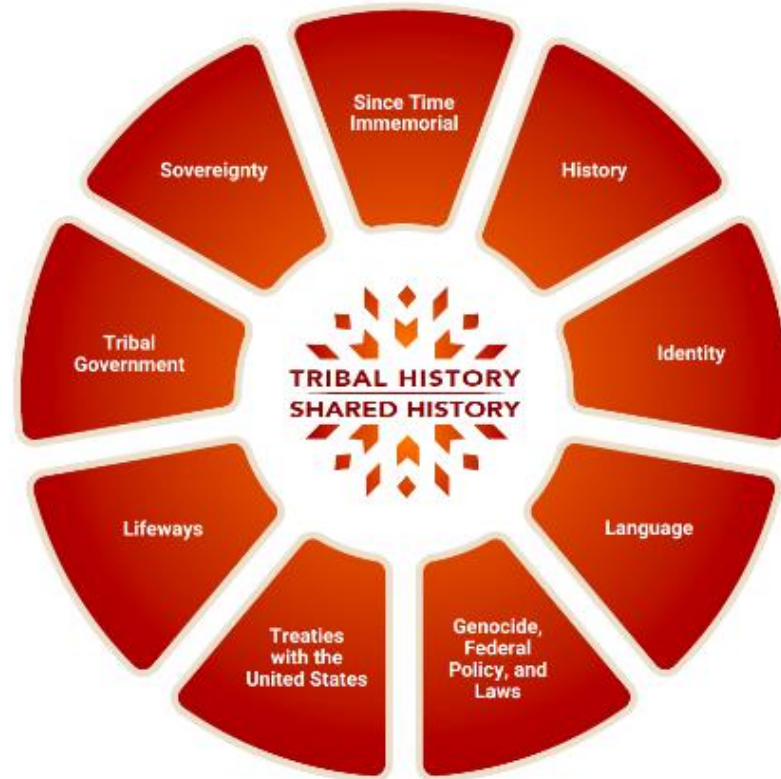 Since Time
Immemorial
History
Identity
Language
Genocide,
Federal
Policy, and
Laws
Treaties
with the
United States
Lifeways
Tribal
Government
Sovereignty
TRIBAL HISTORY
SHARED HISTORY